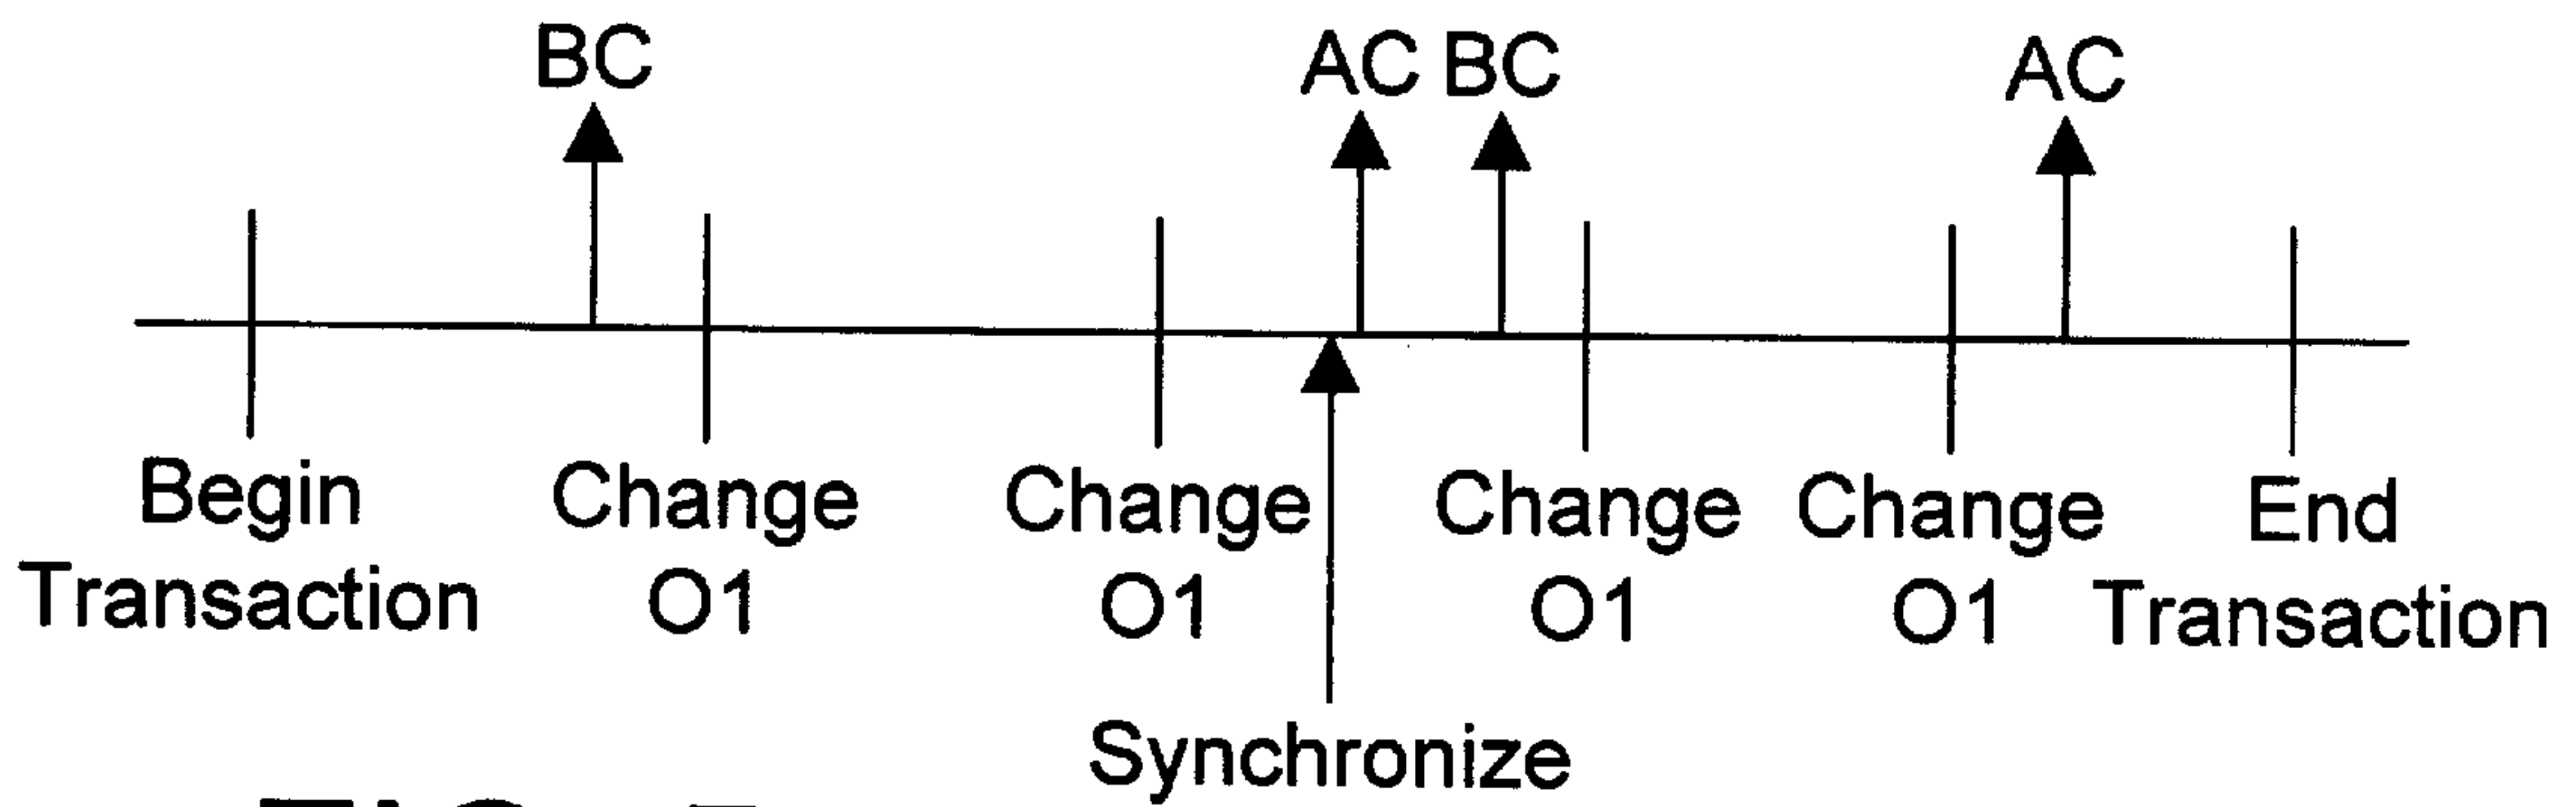 BC
AC BC
AC
Begin
Transaction
Change
O1
Change
O1
Change
O1
Change
O1
End
Transaction
Synchronize